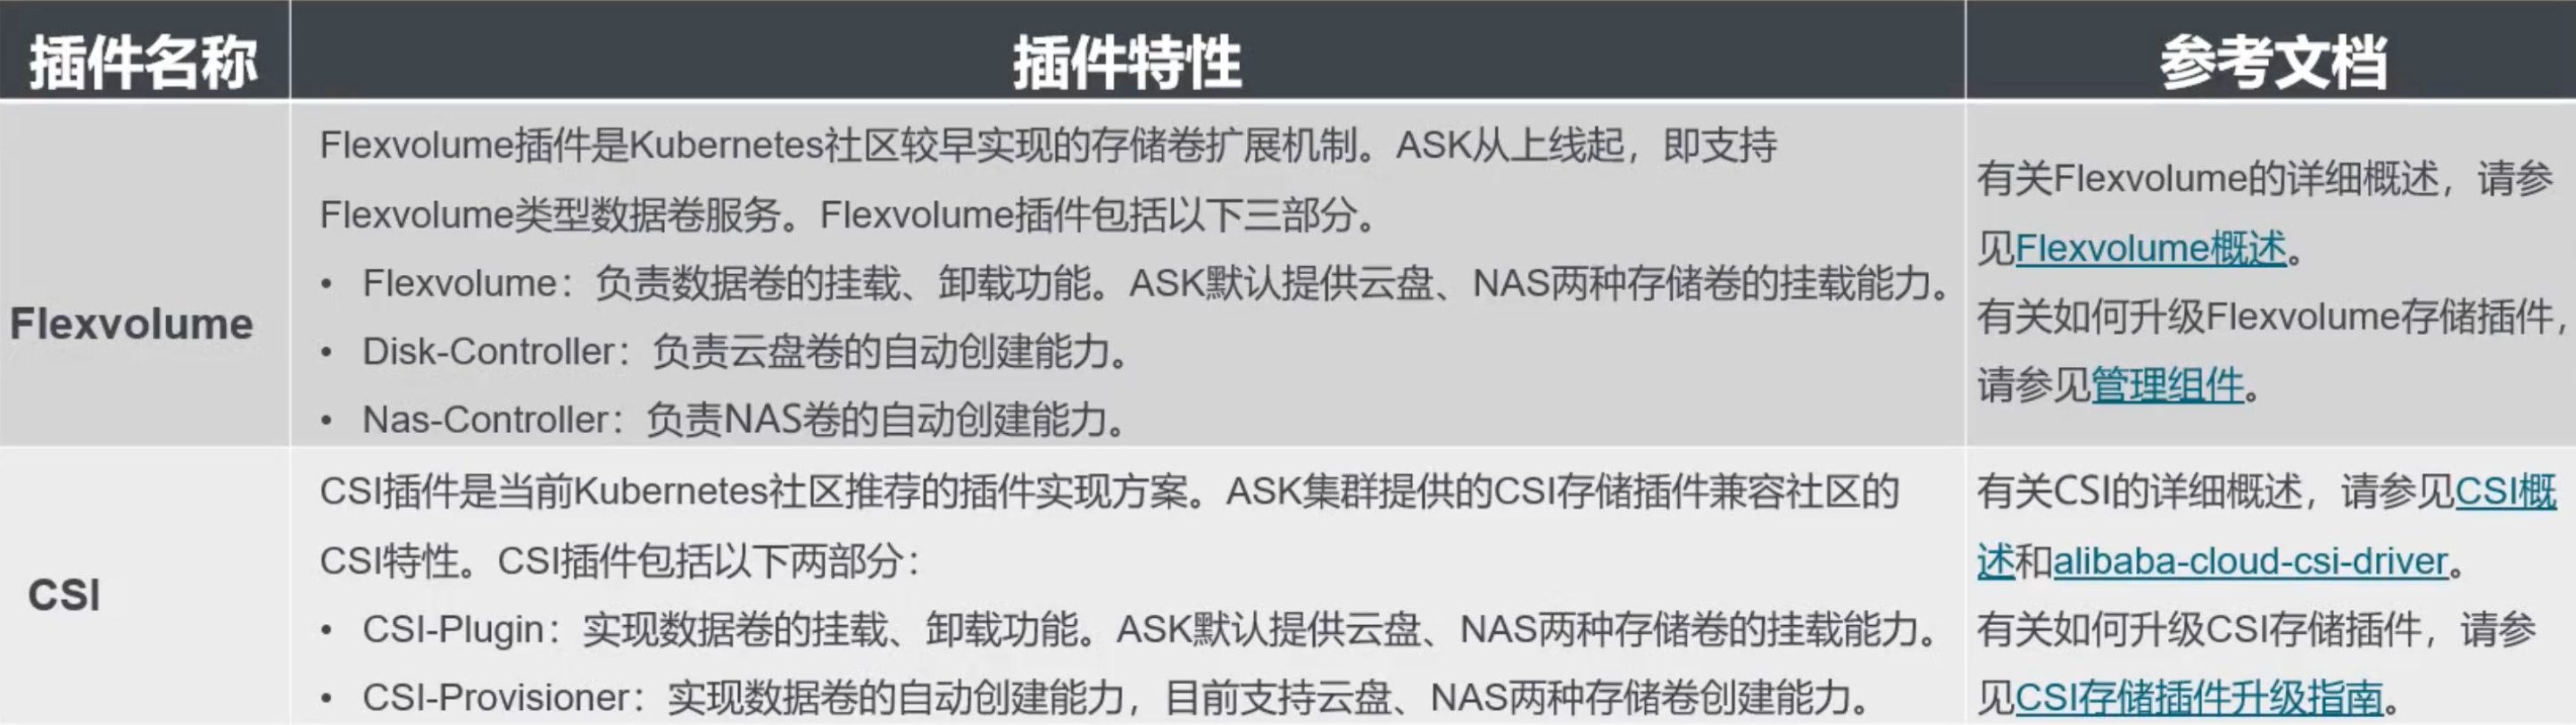 插件名称
插件特性
参考文档
Flexvolume
Flexvolume插件是Kubernetes社区较早实现的存储卷扩展机制。ASK从上线起，即支持
Flexvolume类型数据卷服务。Flexvolume插件包括以下三部分。
• Flexvolume：负责数据卷的挂载、卸载功能。ASK默认提供云盘、NAS两种存储卷的挂载能力。
• Disk-Controller：负责云盘卷的自动创建能力。
• Nas-Controller：负责NAS卷的自动创建能力。
有关Flexvolume的详细概述，请参
见Flexvolume概述。
有关如何升级Flexvolume存储插件，
请参见管理组件。
CSI
CSI插件是当前Kubernetes社区推荐的插件实现方案。ASK集群提供的CSI存储插件兼容社区的
CSI特性。CSI插件包括以下两部分：
• CSI-Plugin：实现数据卷的挂载、卸载功能。ASK默认提供云盘、NAS两种存储卷的挂载能力。
• CSI-Provisioner：实现数据卷的自动创建能力，目前支持云盘、NAS两种存储卷创建能力。
有关CSI的详细概述，请参见CSI概
述和alibaba-cloud-csi-driver。
有关如何升级CSI存储插件，请参
见CSI存储插件升级指南。